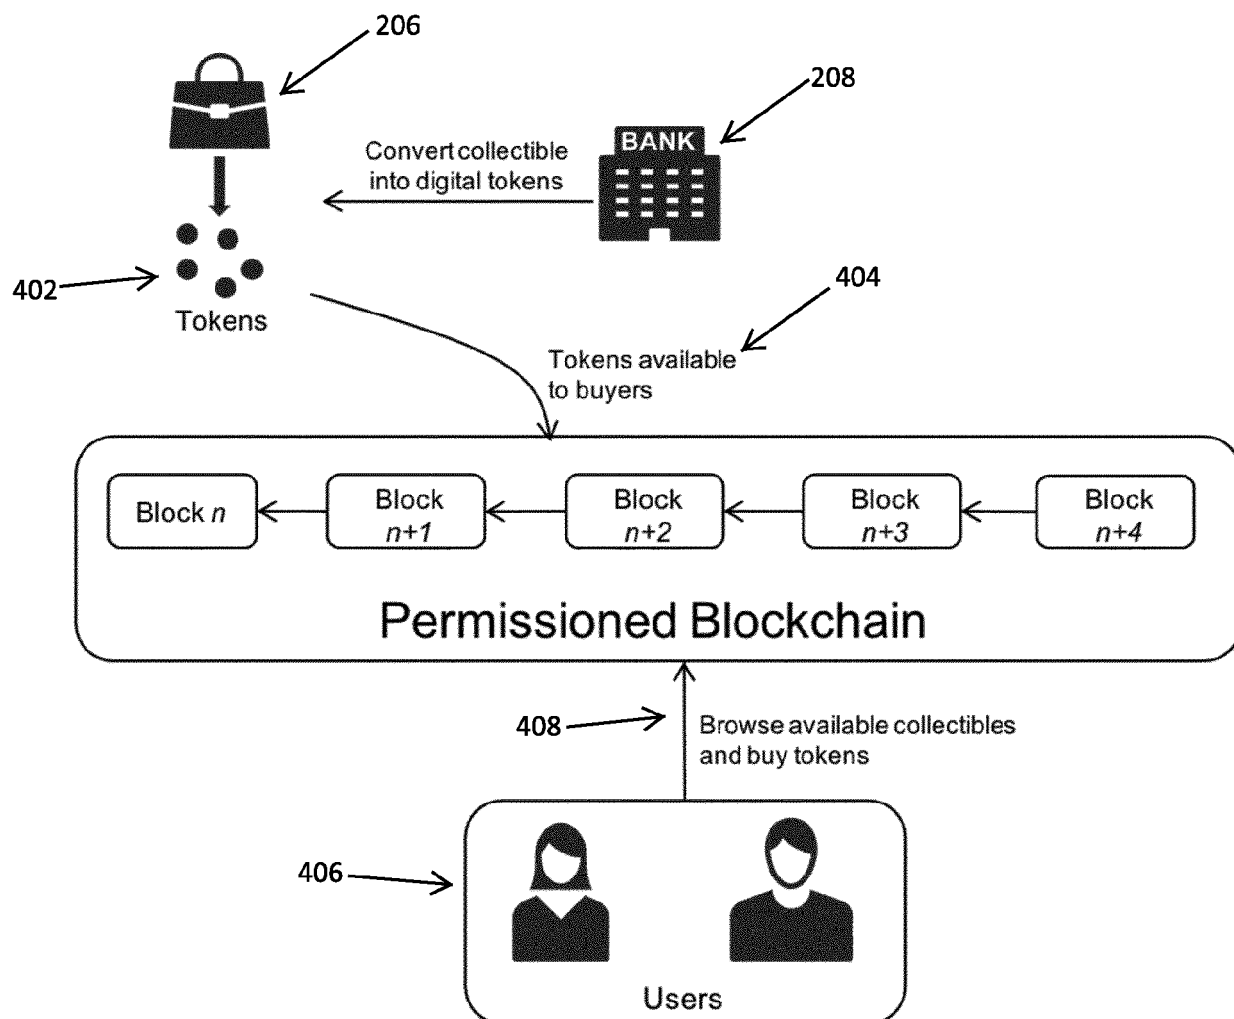 206
208
BANK
Convert collectible
into digital tokens
402
Tokens
404
Tokens available
to buyers
Block n
Block
n+1
Block
n+2
Block
n+3
Block
n+4
Permissioned Blockchain
408
Browse available collectibles
and buy tokens
406
Users